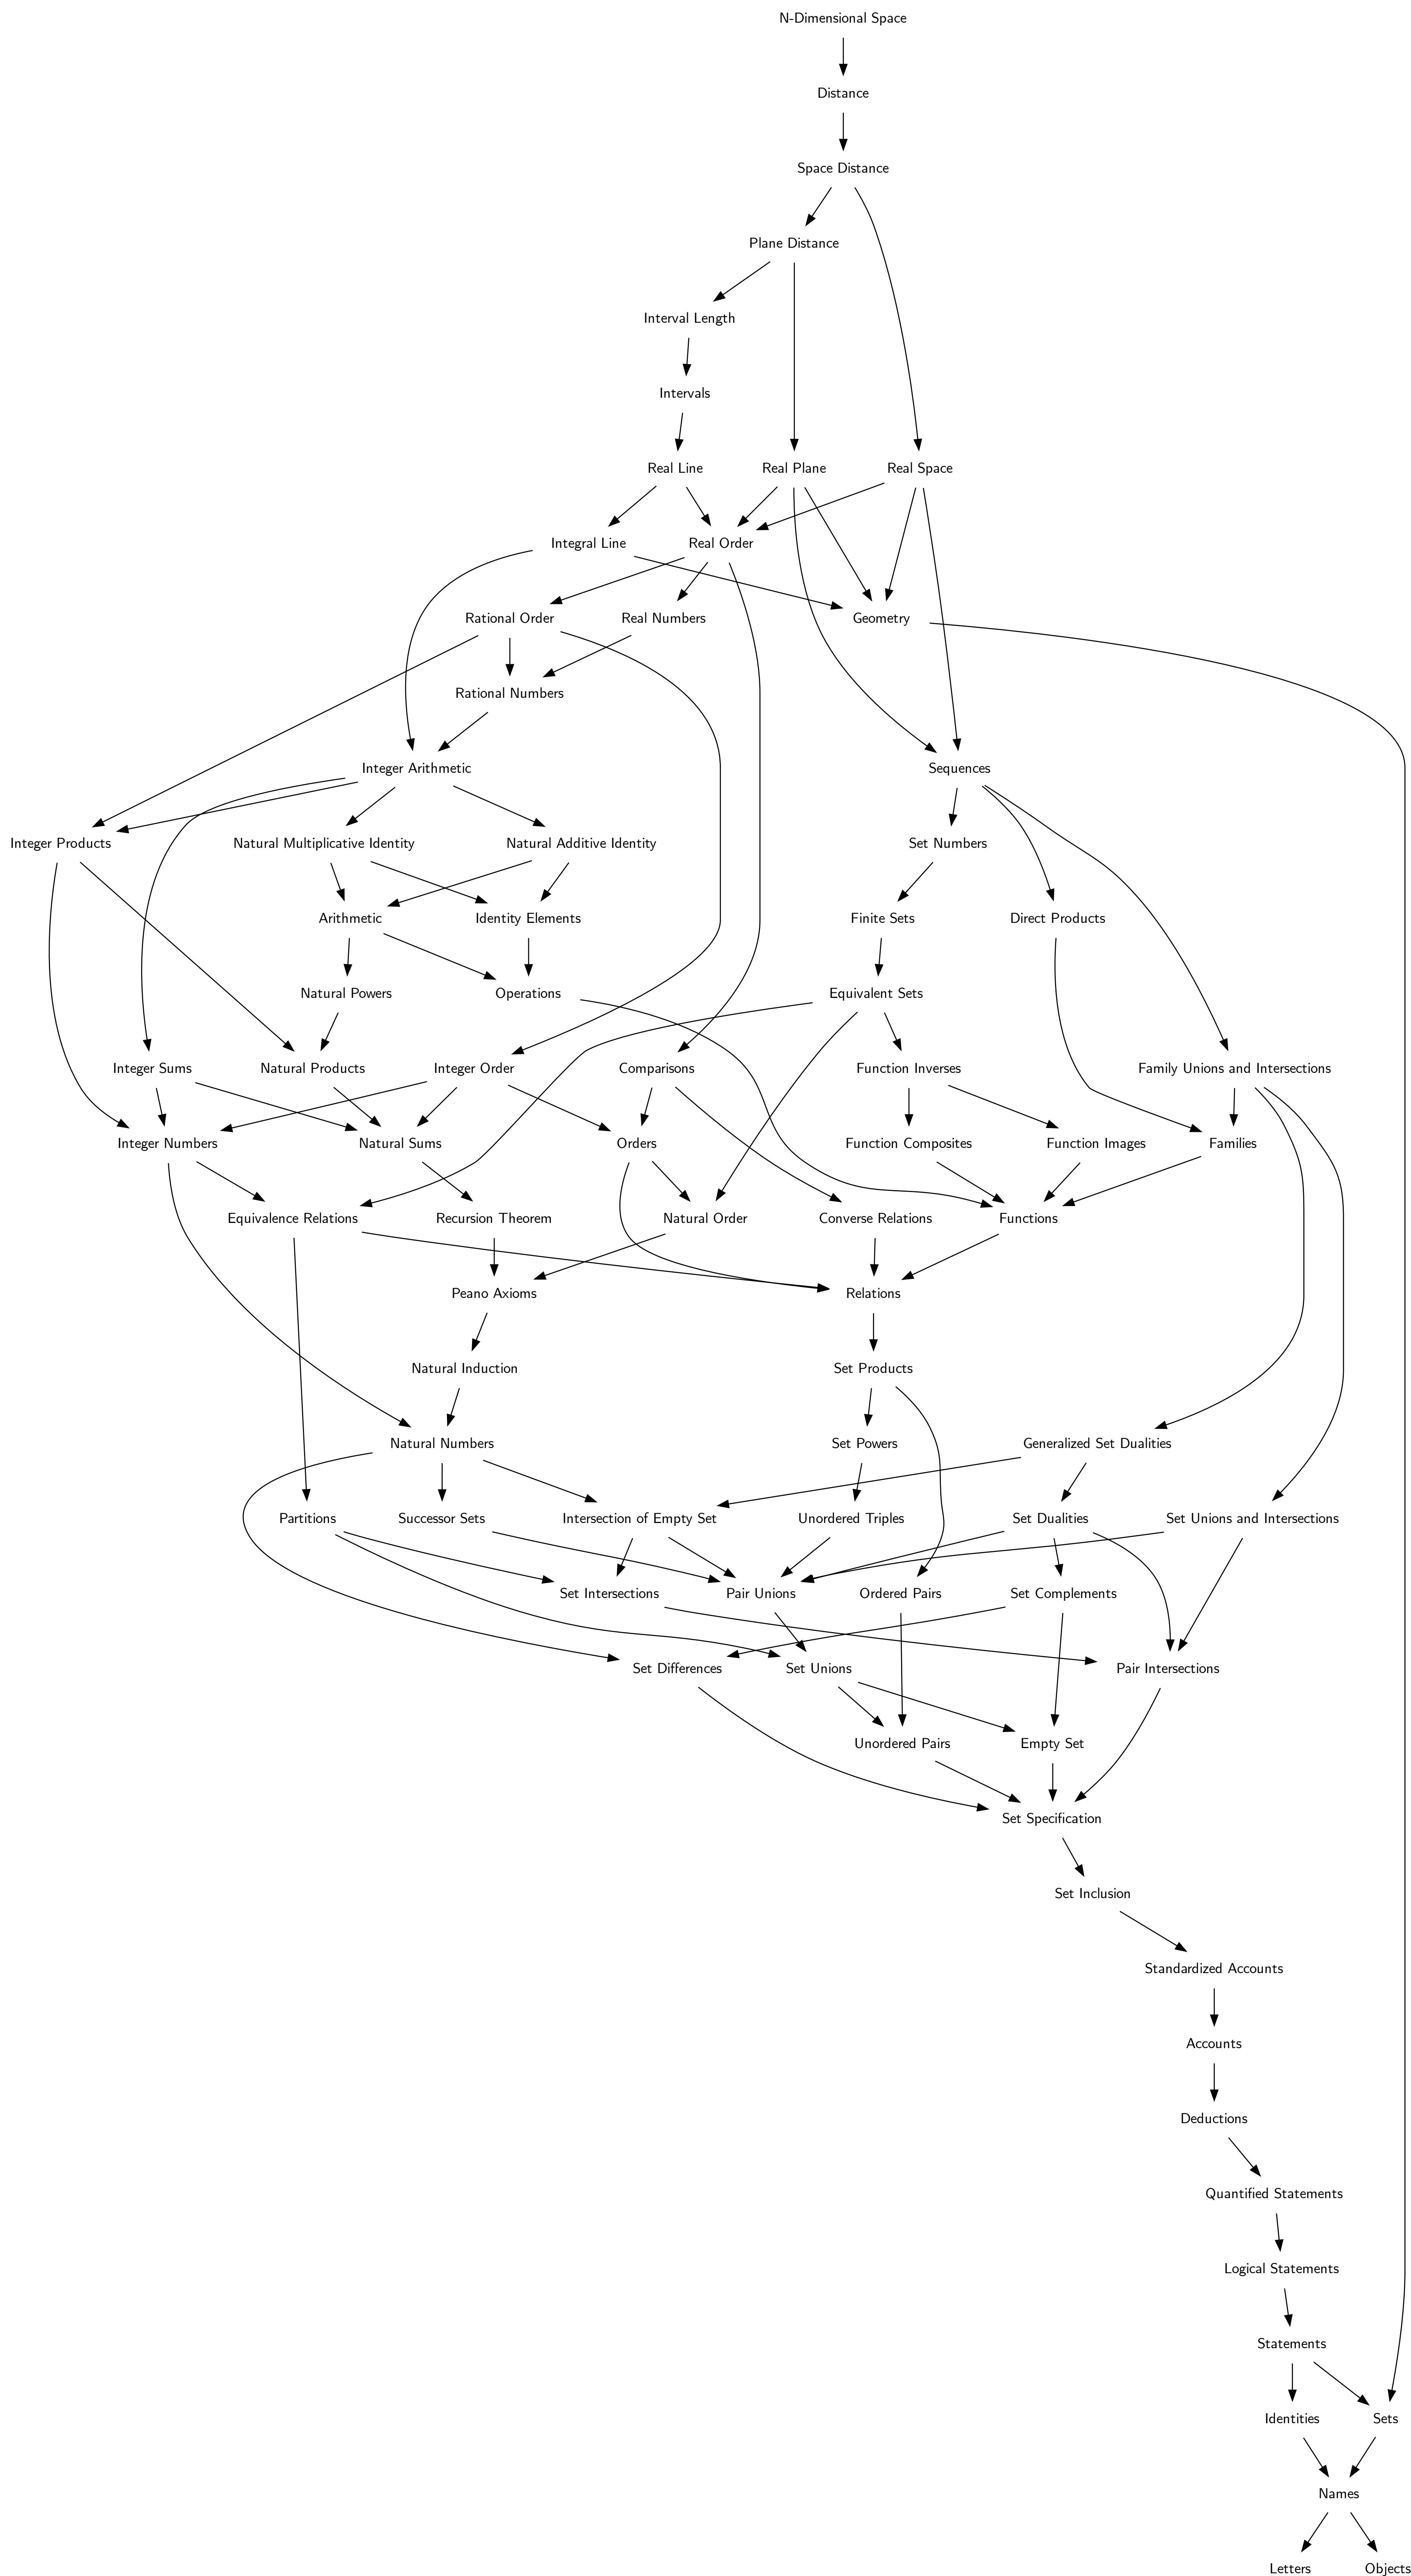 N-Dimensional Space
Distance
Space Distance
Plane Distance
Interval Length
Intervals
Real Line
Real Plane
Real Space
Integral Line
Real Order
Rational Order
Real Numbers
Geometry
Rational Numbers
Integer Arithmetic
Sequences
Integer Products
Natural Multiplicative Identity
Natural Additive Identity
Set Numbers
Arithmetic
Identity Elements
Finite Sets
Direct Products
Natural Powers
Operations
Equivalent Sets
Integer Sums
Natural Products
Integer Order
Comparisons
Function Inverses
Family Unions and Intersections
Integer Numbers
Natural Sums
Orders
Function Composites
Function Images
Families
Equivalence Relations
Recursion Theorem
Natural Order
Converse Relations
Functions
Peano Axioms
Relations
Natural Induction
Set Products
Natural Numbers
Set Powers
Generalized Set Dualities
Partitions
Successor Sets
Intersection of Empty Set
Unordered Triples
Set Dualities
Set Unions and Intersections
Set Intersections
Pair Unions
Ordered Pairs
Set Complements
Set Differences
Set Unions
Pair Intersections
Unordered Pairs
Empty Set
Set Specification
Set Inclusion
Standardized Accounts
Accounts
Deductions
Quantified Statements
Logical Statements
Statements
Identities
Sets
Names
Letters
Objects